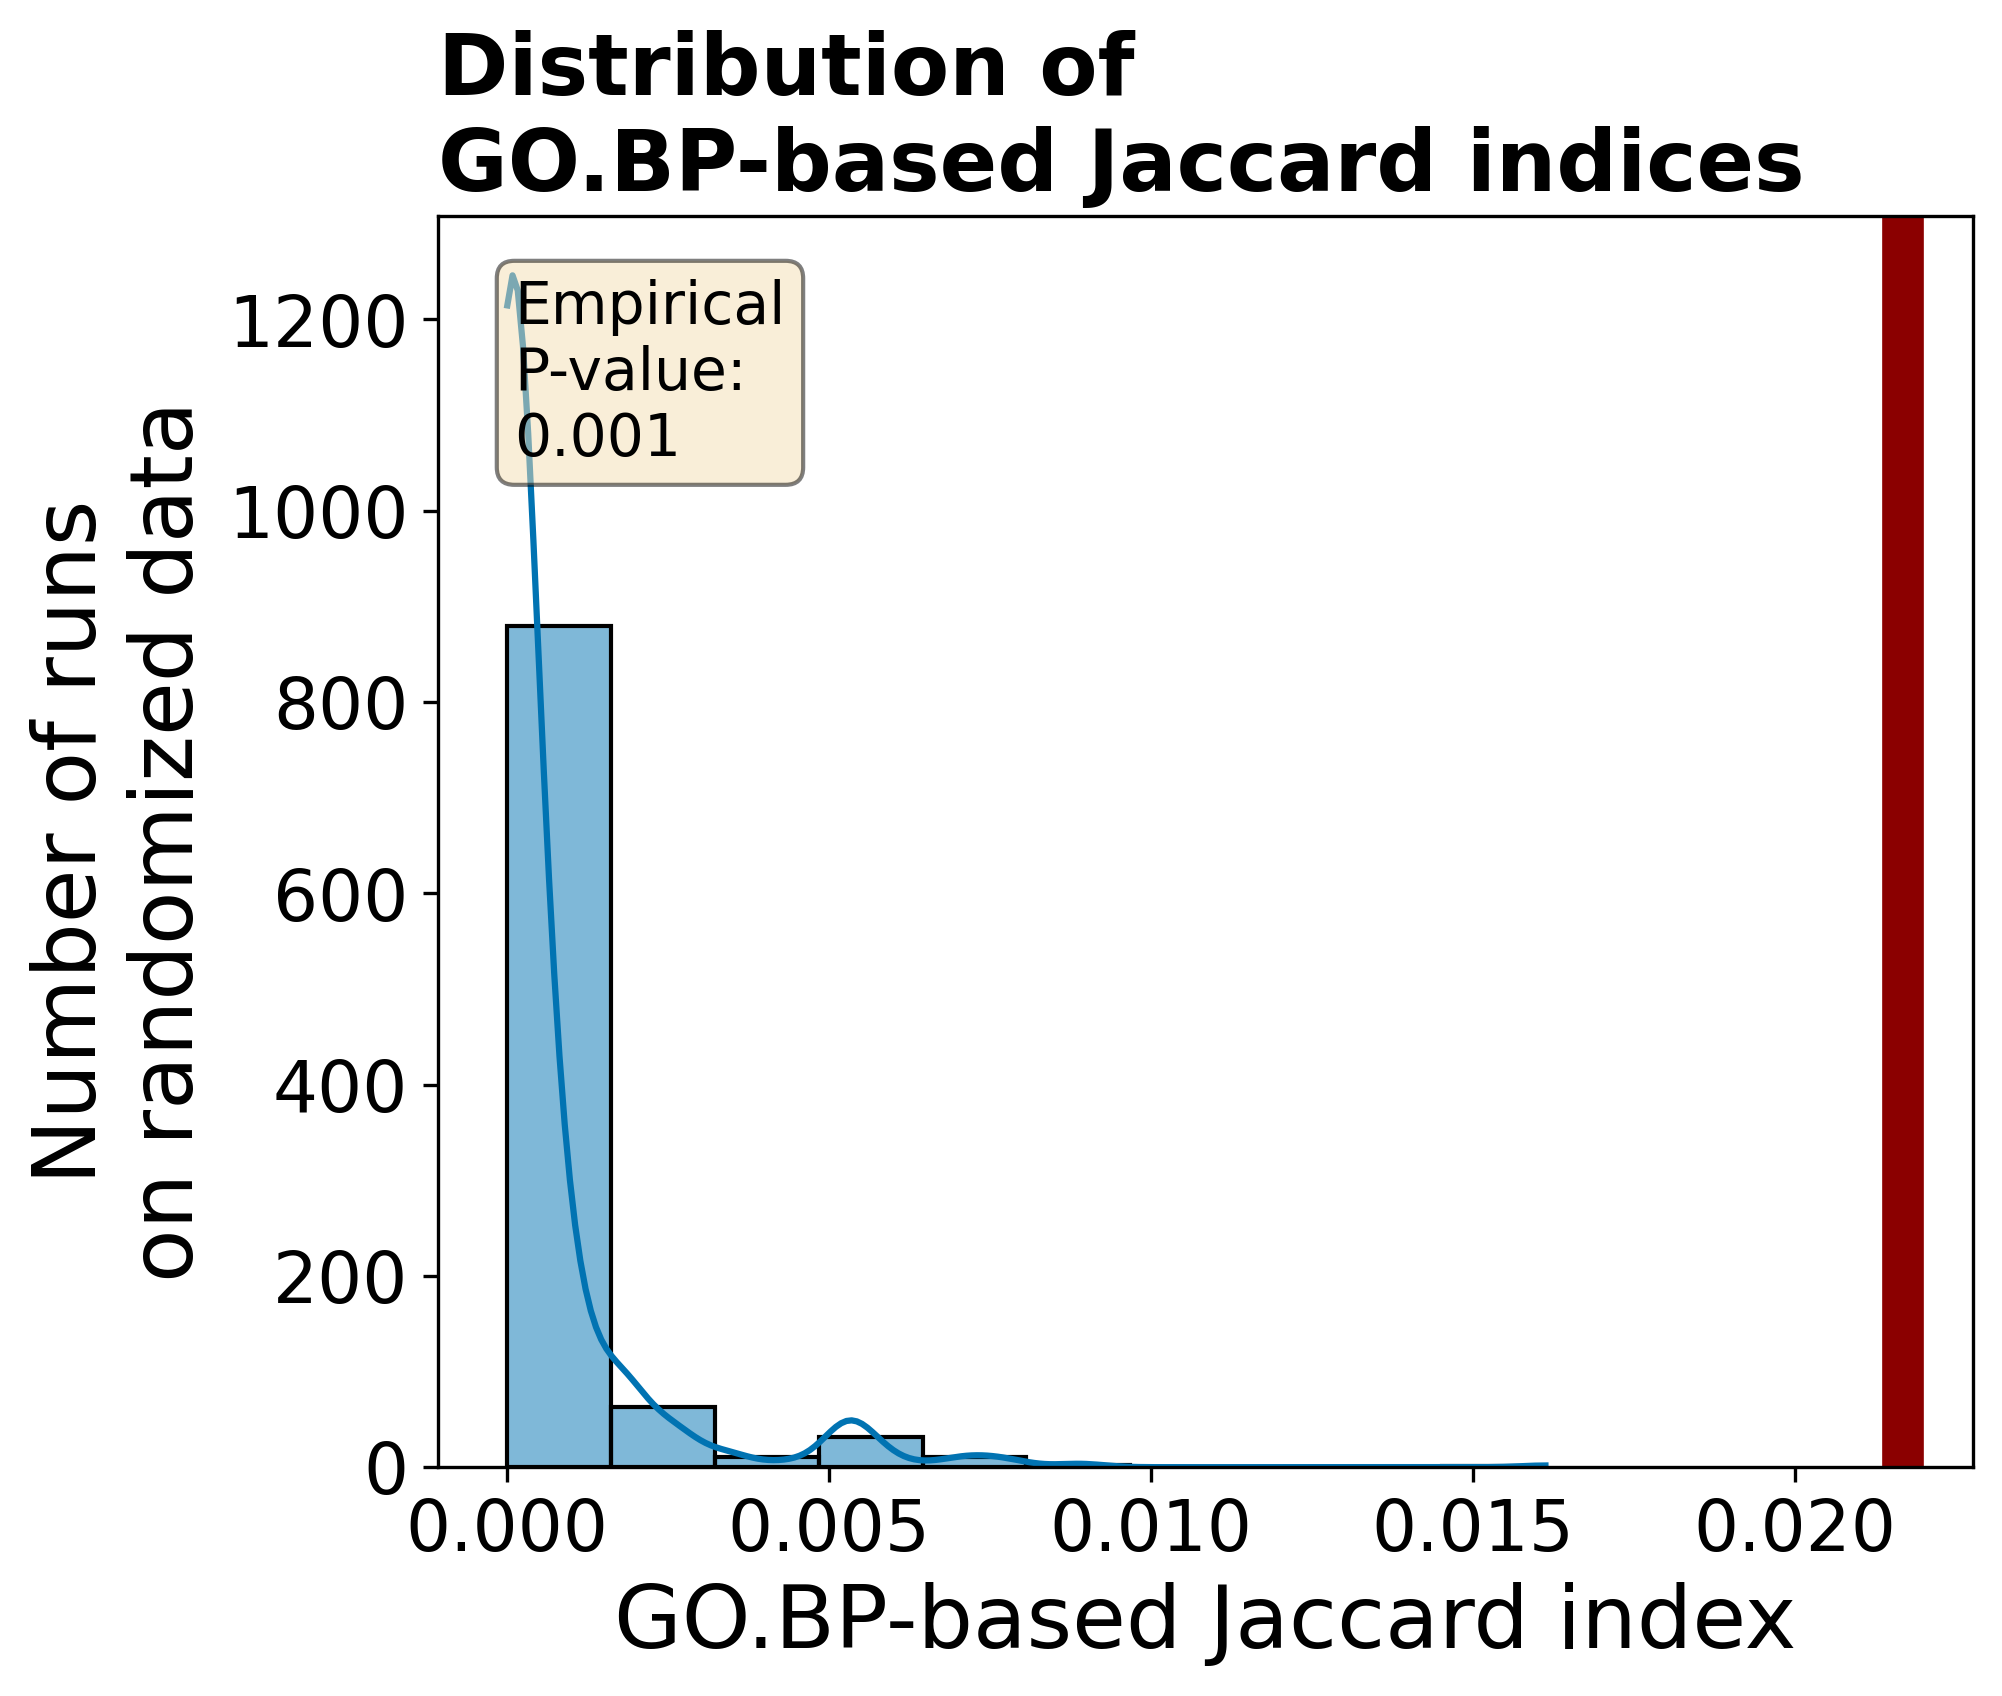 Distribution of
GO.BP-based Jaccard indices
Empirical
P-value:
0.001
Number of runs
on randomized data
1200
1000
800
600
400
200
0
0.000
0.005
0.010
0.015
0.020
GO.BP-based Jaccard index